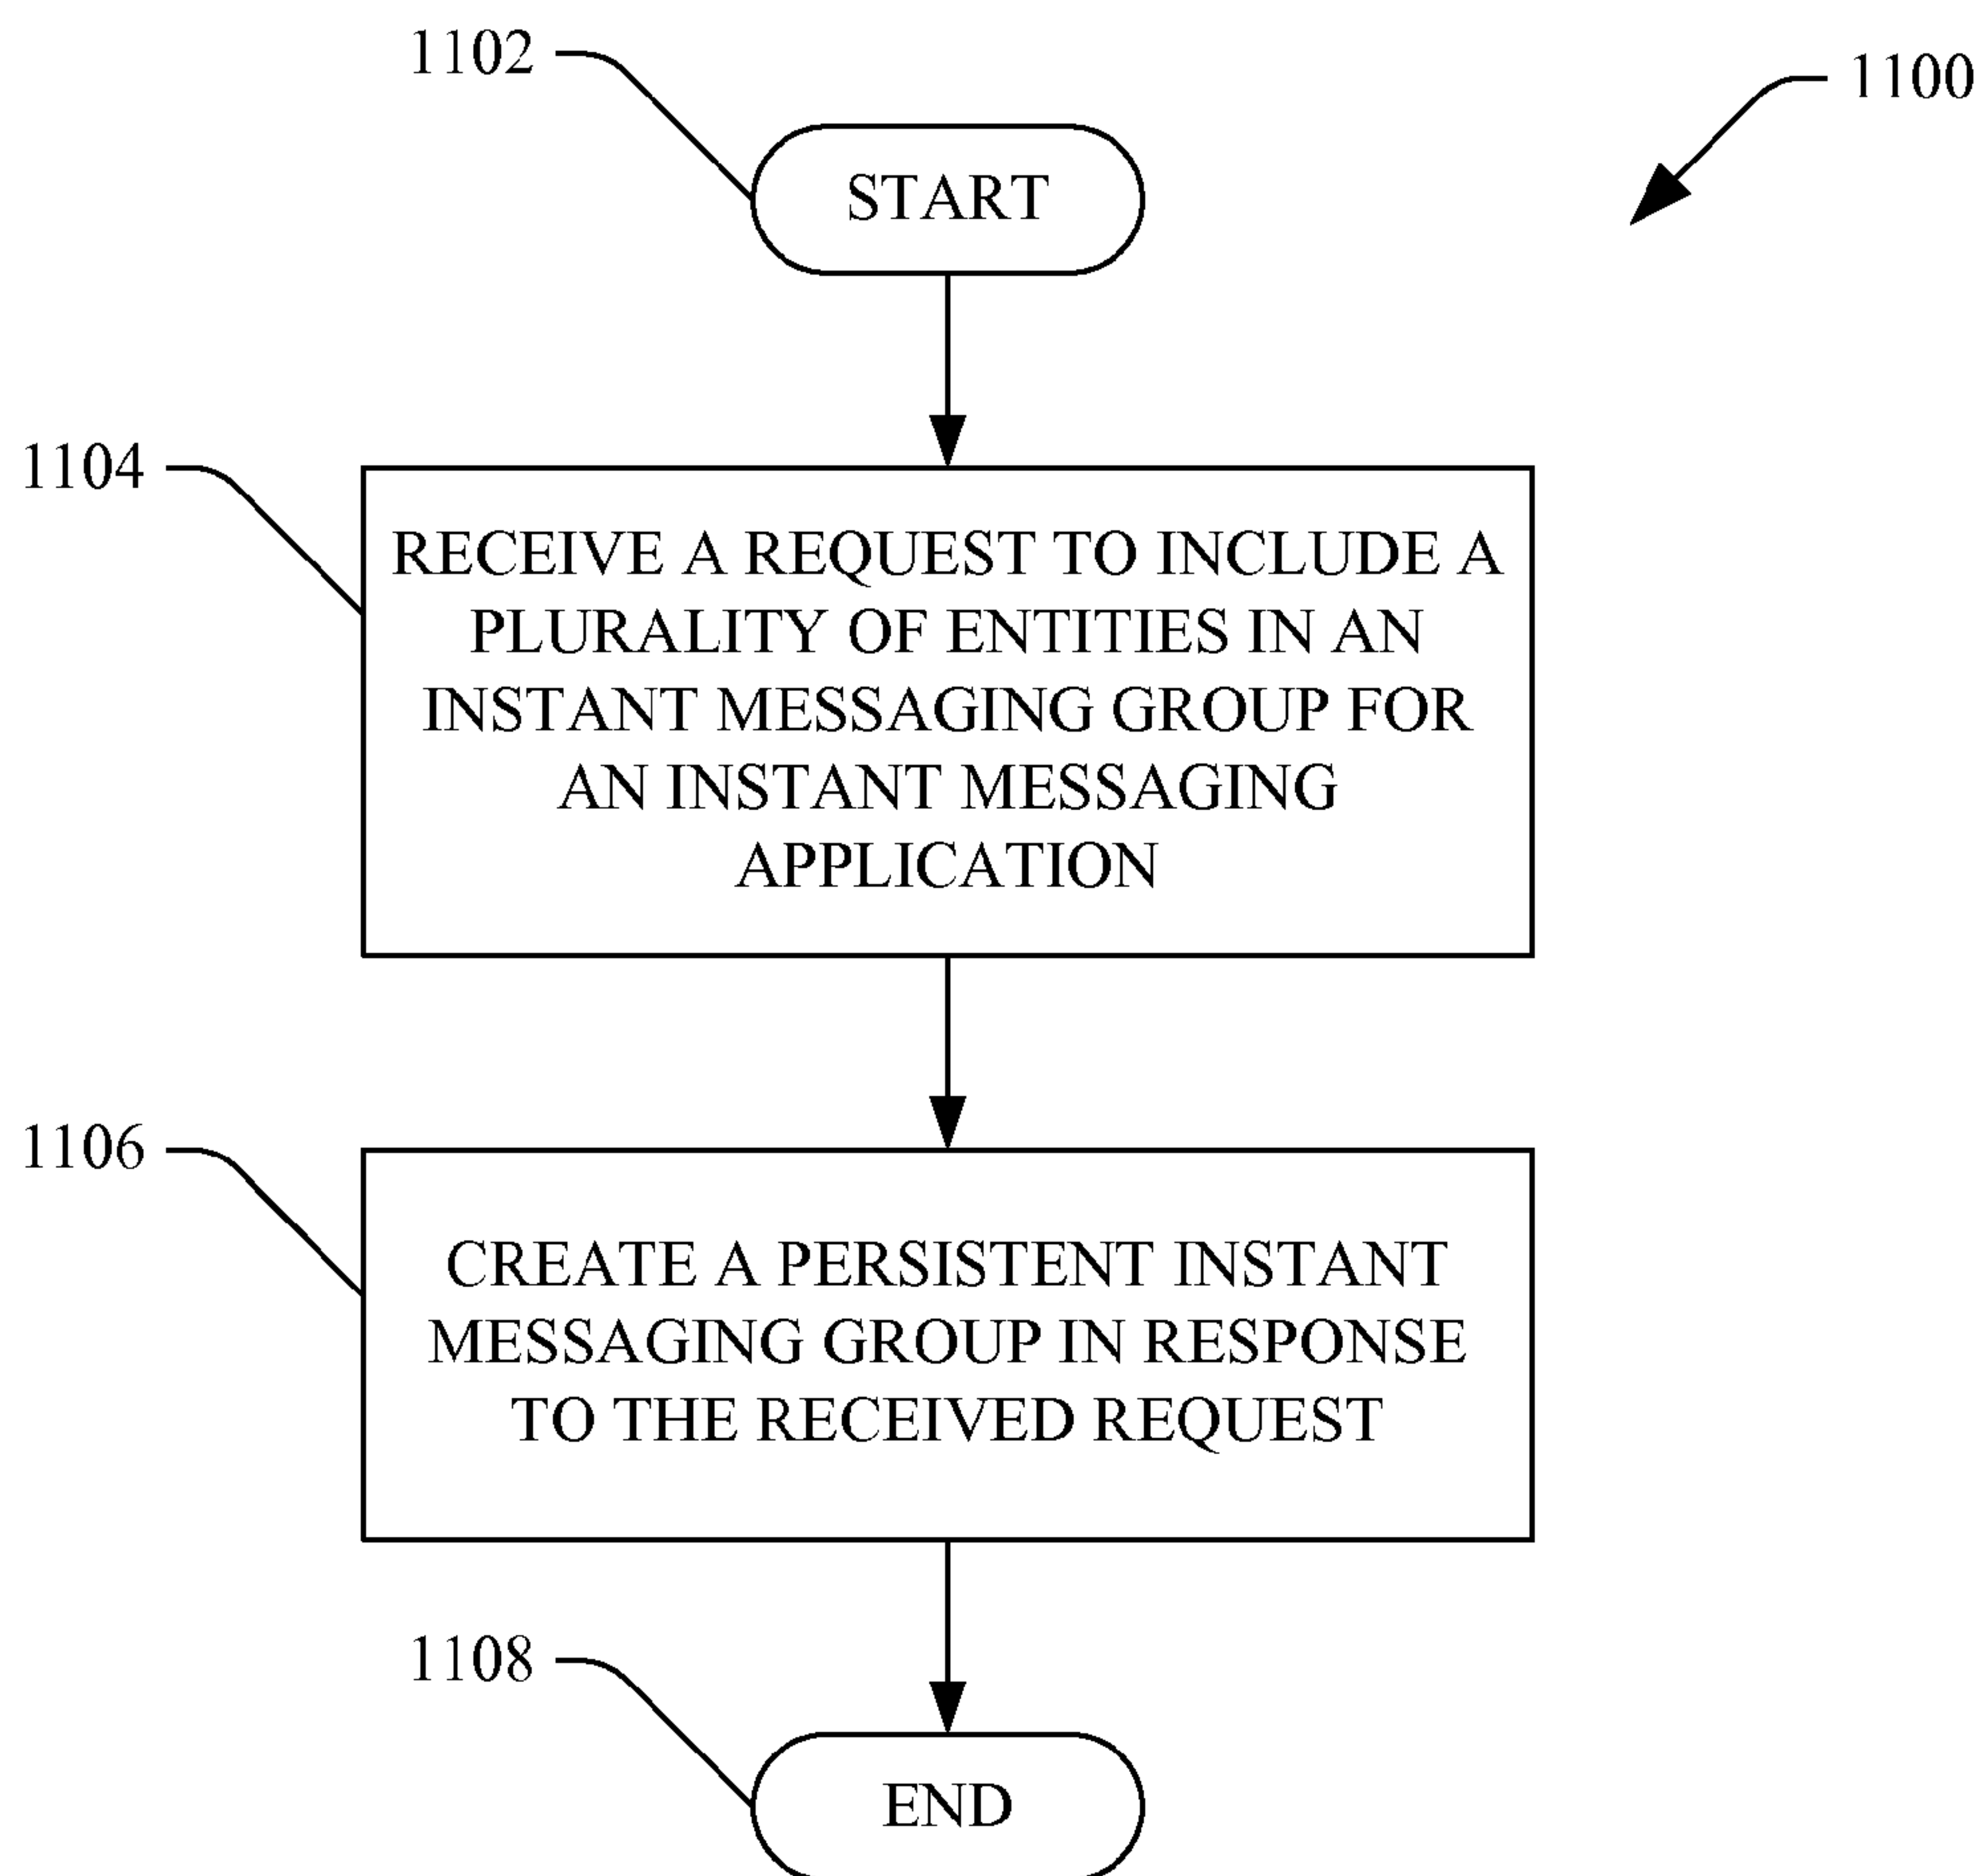 1102
1100
START
1104
RECEIVE A REQUEST TO INCLUDE A
PLURALITY OF ENTITIES IN AN
INSTANT MESSAGING GROUP FOR
AN INSTANT MESSAGING
APPLICATION
1106
CREATE A PERSISTENT INSTANT
MESSAGING GROUP IN RESPONSE
TO THE RECEIVED REQUEST
1108
END